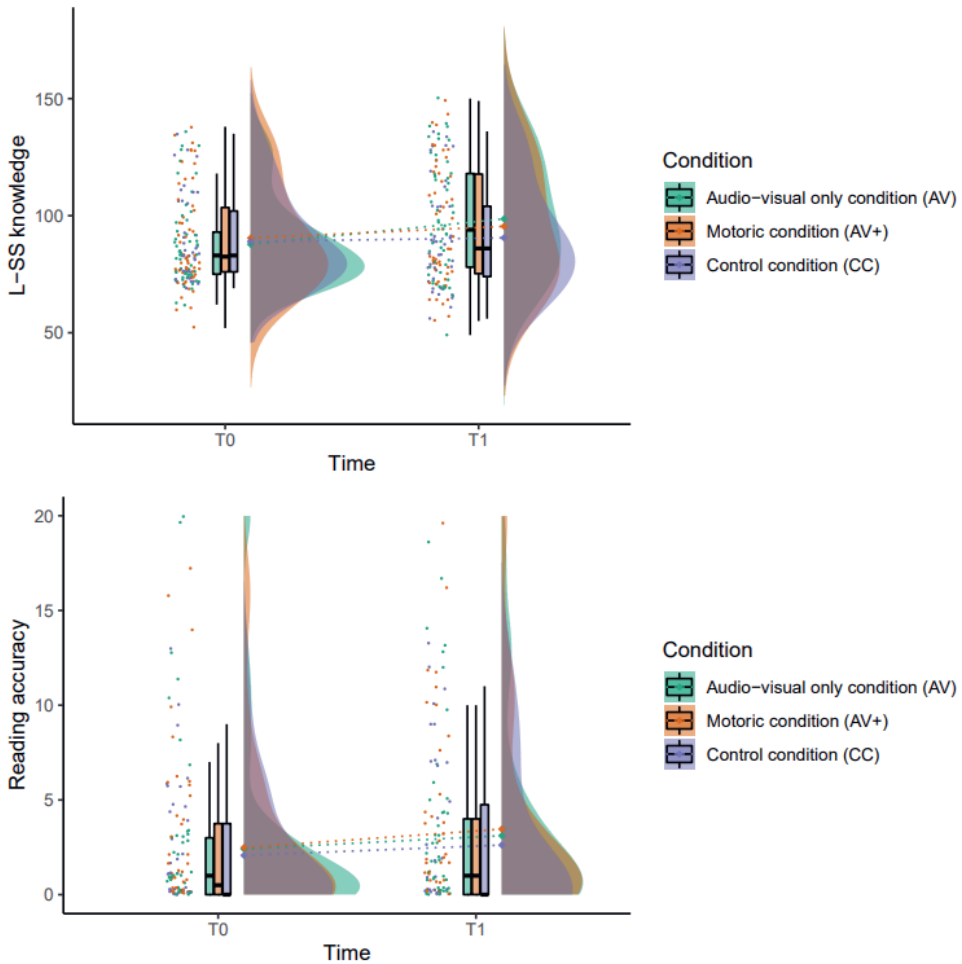 L−SS knowledge
150
100
50
T0
T1
Time
Condition
Audio−visual only condition (AV)
Motoric condition (AV+)
Control condition (CC)
Reading accuracy
20
15
10
5
0
T0
T1
Time
Condition
Audio−visual only condition (AV)
Motoric condition (AV+)
Control condition (CC)